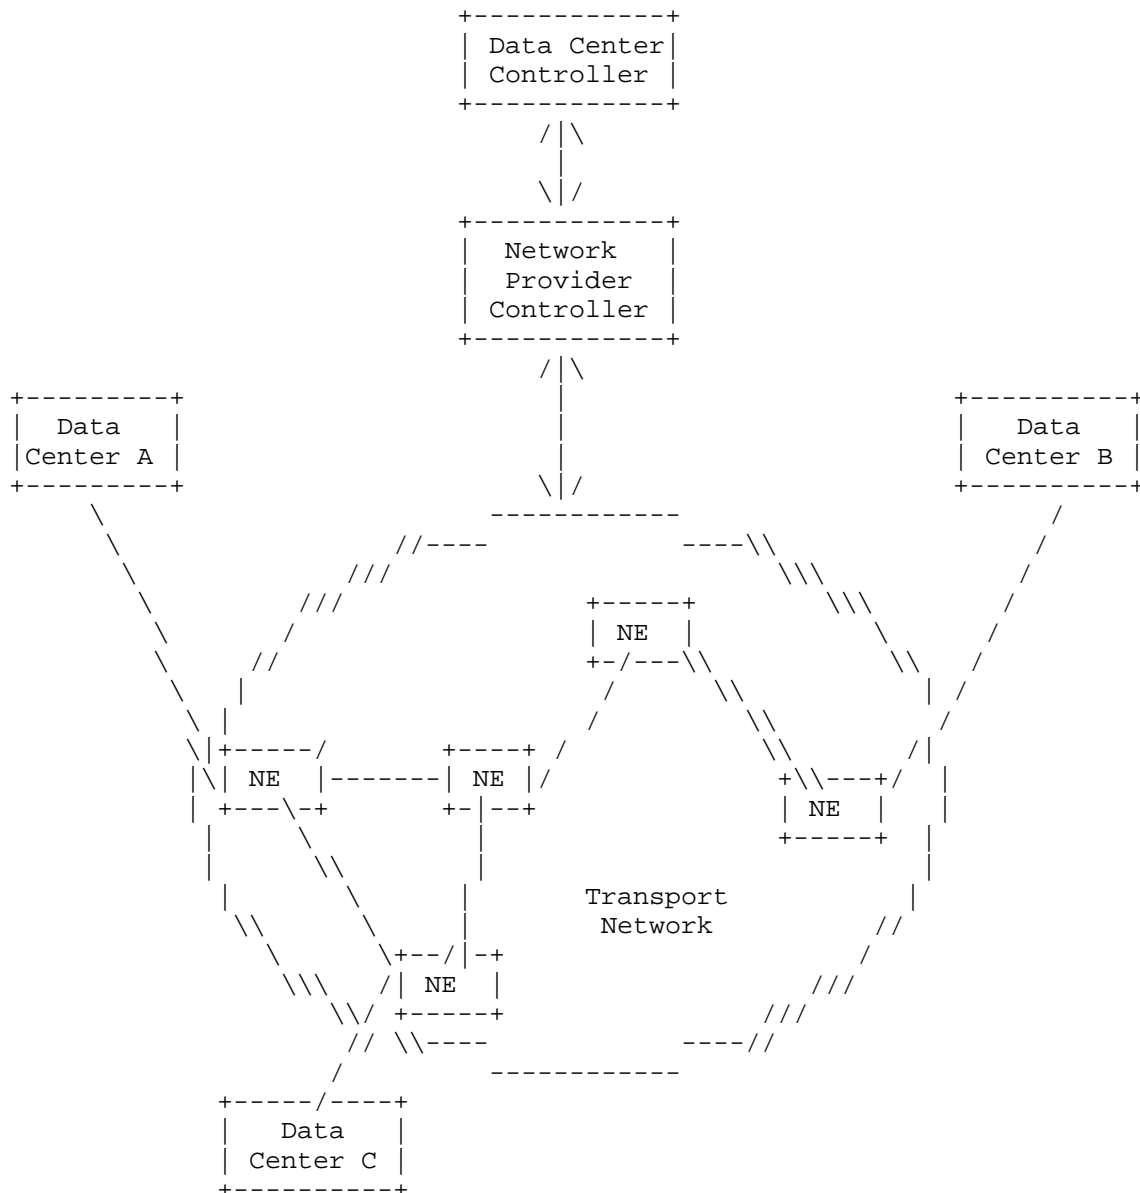 Data Center
Controller
Network
Provider
Controller
Data
Center A
Data
Center B
NE
NE
NE
NE
Transport
Network
NE
Data
Center C